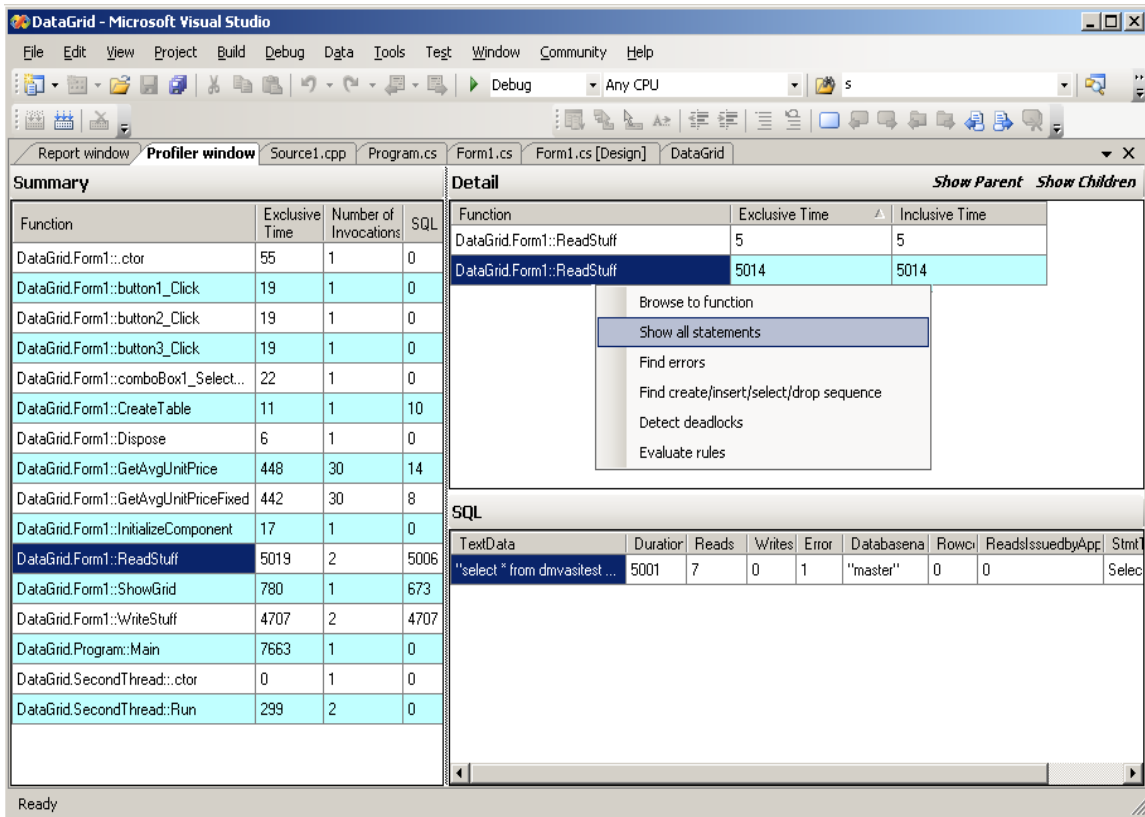 DataGrid - Microsoft Visual Studio
File Edit View Project Build Debug Data Tools Test Window Community Help
Debug Any CPU s
Report window Profiler window Source1.cpp Program.cs Form1.cs Form1.cs [Design] DataGrid
Summary
Function Exclusive Time Number of Invocations SQL
DataGrid.Form1::.ctor 55 1 0
DataGrid.Form1::button1_Click 19 1 0
DataGrid.Form1::button2_Click 19 1 0
DataGrid.Form1::button3_Click 19 1 0
DataGrid.Form1::comboBox1_Select... 22 1 0
DataGrid.Form1::CreateTable 11 1 10
DataGrid.Form1::Dispose 6 1 0
DataGrid.Form1::GetAvgUnitPrice 448 30 14
DataGrid.Form1::GetAvgUnitPriceFixed 442 30 8
DataGrid.Form1::InitializeComponent 17 1 0
DataGrid.Form1::ReadStuff 5019 2 5006
DataGrid.Form1::ShowGrid 780 1 673
DataGrid.Form1::WriteStuff 4707 2 4707
DataGrid.Program::Main 7663 1 0
DataGrid.SecondThread::.ctor 0 1 0
DataGrid.SecondThread::Run 299 2 0
Detail Show Parent Show Children
Function Exclusive Time Inclusive Time
DataGrid.Form1::ReadStuff 5 5
DataGrid.Form1::ReadStuff 5014 5014
Browse to function
Show all statements
Find errors
Find create/insert/select/drop sequence
Detect deadlocks
Evaluate rules
SQL
TextData Duration Reads Writes Error Databasena Rowc ReadsIssuedbyApp Stmt
"select * from dmvasitest ... 5001 7 0 1 "master" 0 0 Selec
Ready